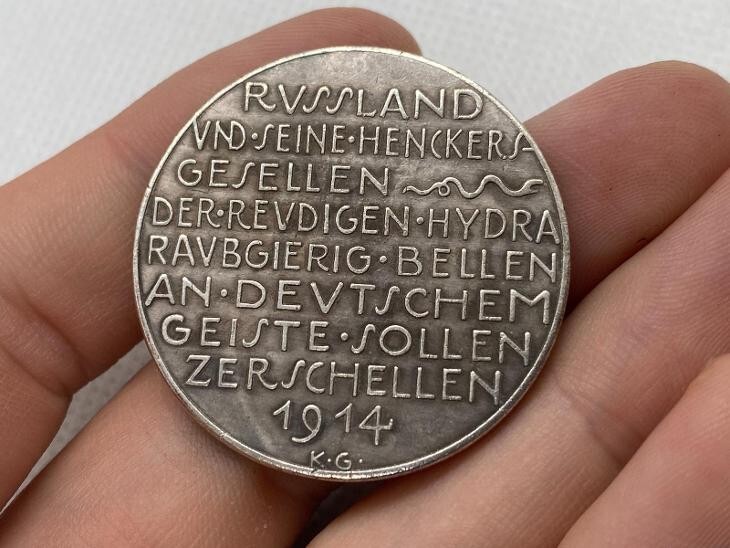 RVSSLAND
VND·SEINE·HENCKERS-
GESELLEN
DER·REVDIGEN·HYDRA
RAVBGIERIG·BELLEN
AN·DEVTSCHEM
GEISTE·SOLLEN
ZERSCHELLEN
1914
K·G·